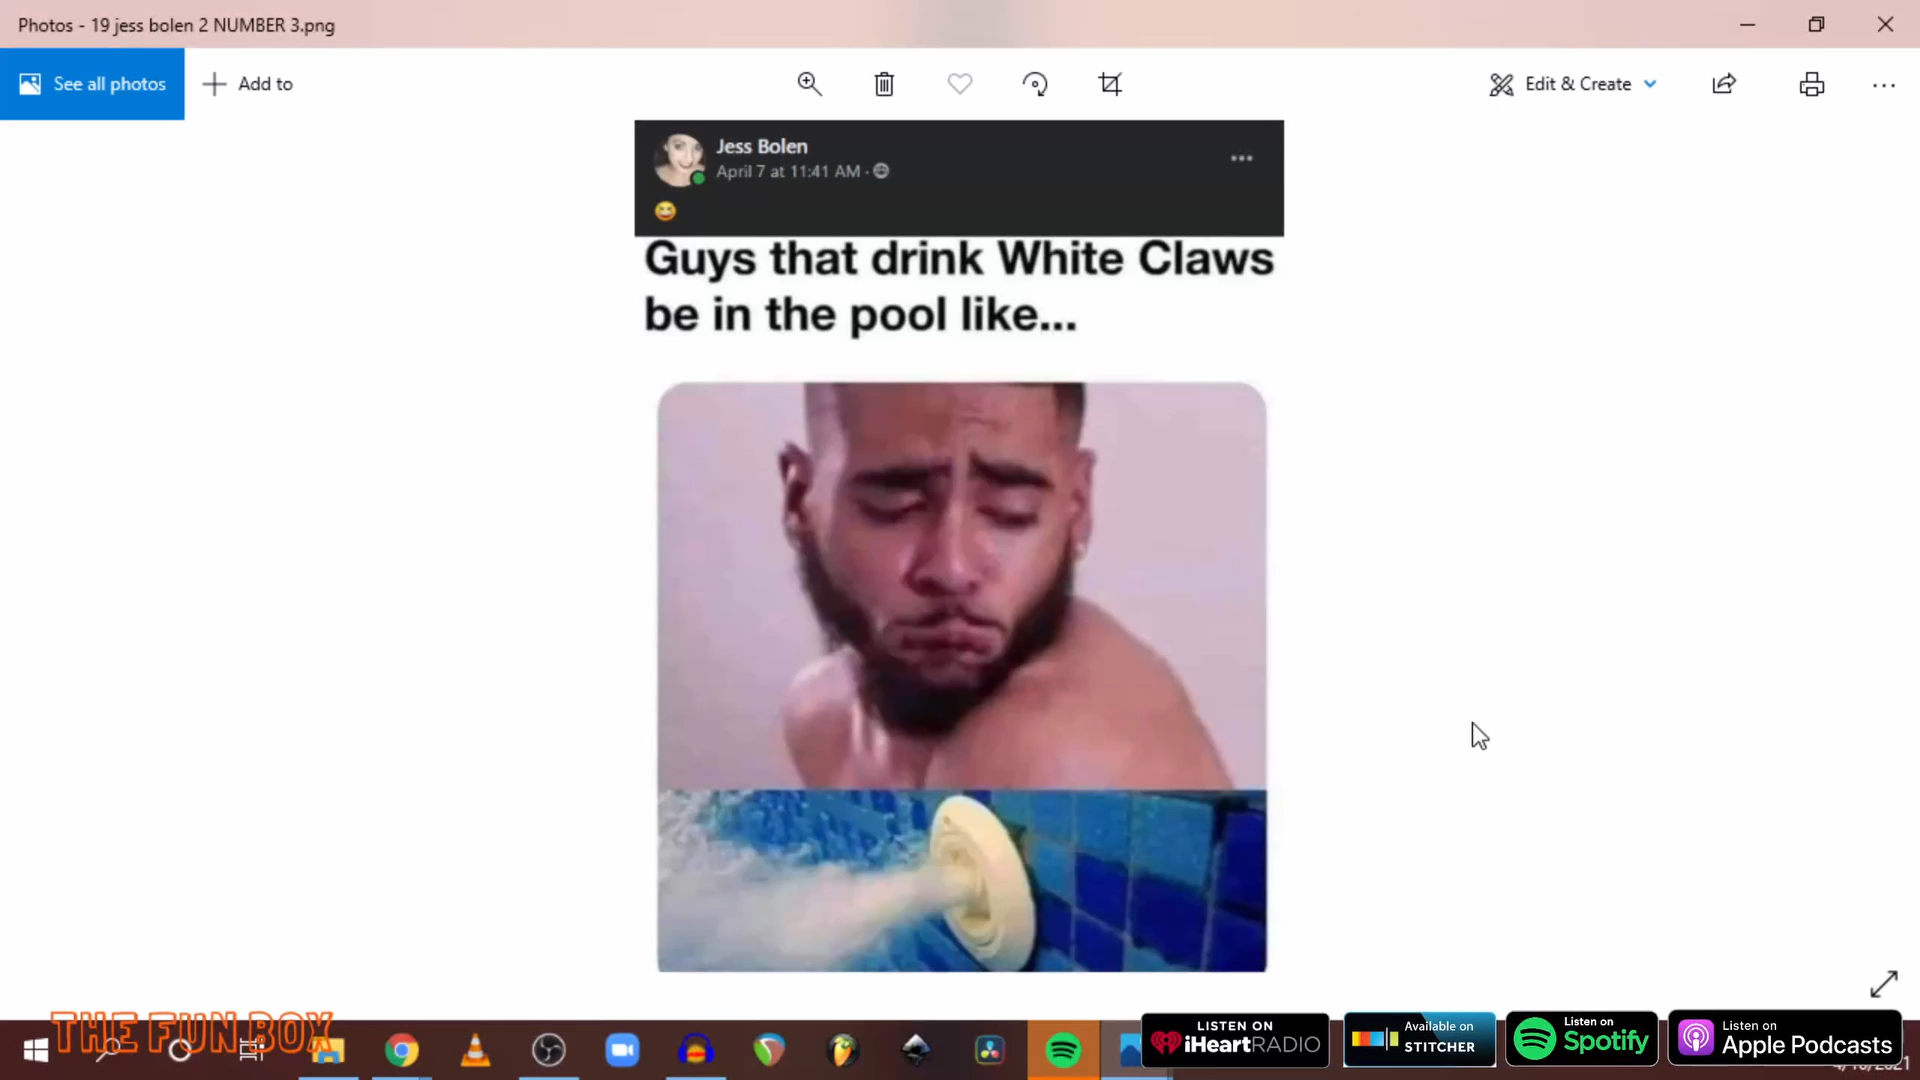 Photos - 19 jess bolen 2 NUMBER 3.png
See all photos
Add to
Edit & Create
Jess Bolen
April 7 at 11:41 AM ·
Guys that drink White Claws
be in the pool like...
THE FUN BOX
LISTEN ON
iHeartRADIO
Available on
STITCHER
Listen on
Spotify
Listen on
Apple Podcasts